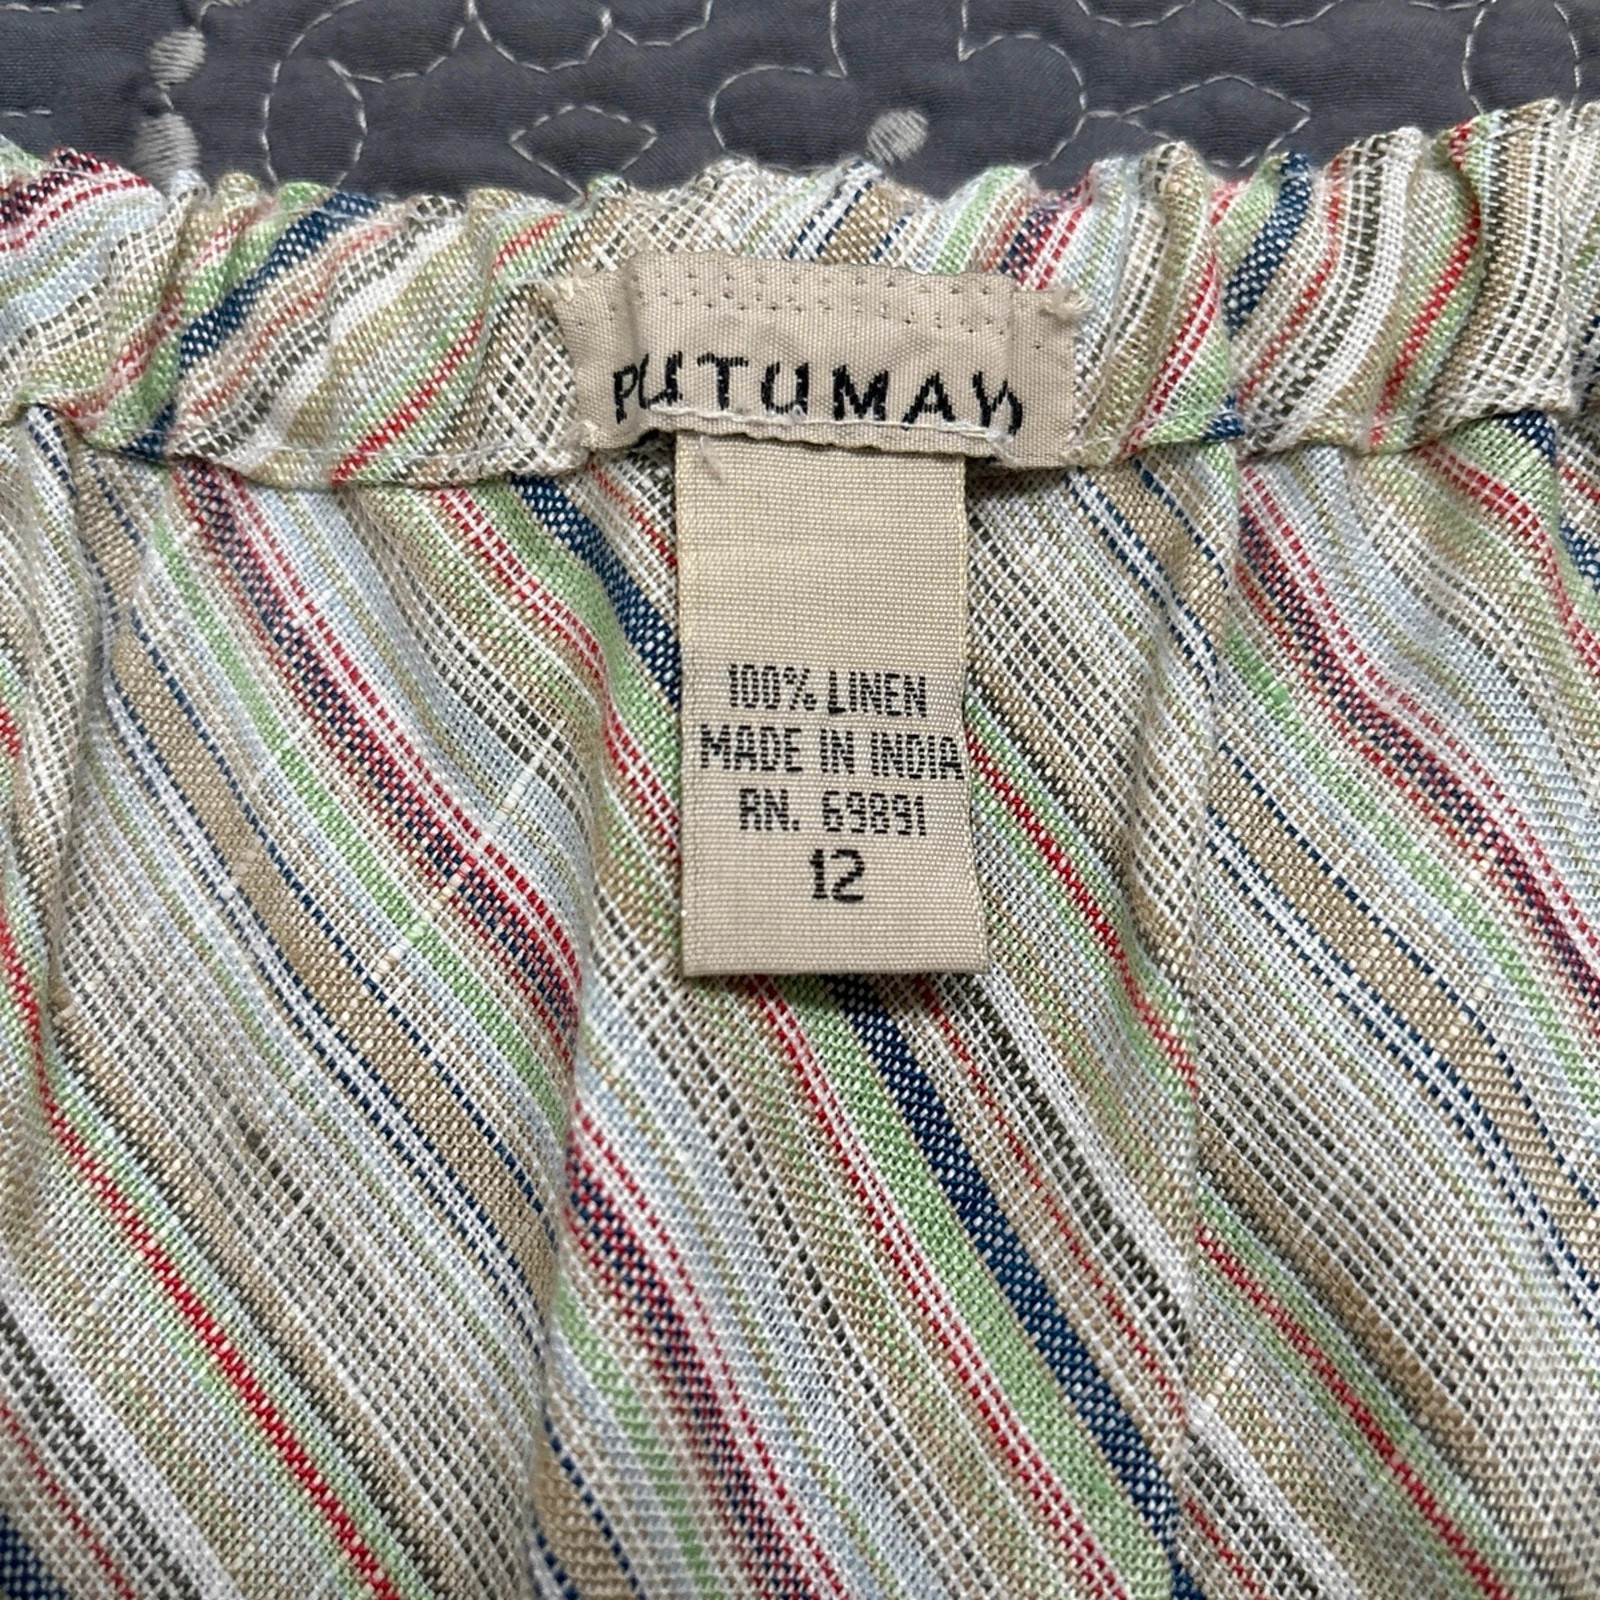 PUTUMAYO
100% LINEN
MADE IN INDIA
RN. 69891
12